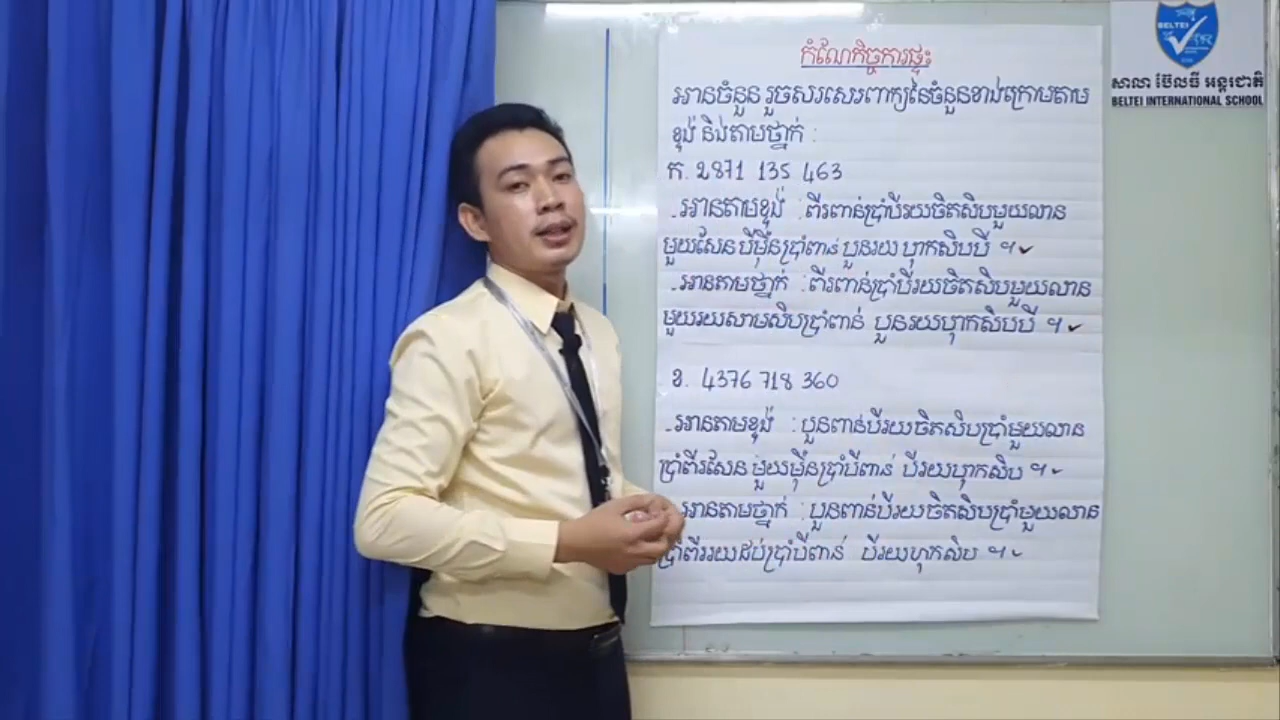 BELTEI
សាលា ប៊ែលធី អន្តរជាតិ
BELTEI INTERNATIONAL SCHOOL
កំណែកិច្ចការផ្ទះ
អានចំនួន រួចសរសេរពាក្យនៃចំនួនខាងក្រោមតាម
ខ្ទង់ និងតាមថ្នាក់ :
ក. 2871 135 463
- អានតាមខ្ទង់ : ពីរពាន់ប្រាំបីរយចិតសិបមួយលាន
មួយសែន បីម៉ឺនប្រាំពាន់ បួនរយ ហុកសិបបី ។
- អានតាមថ្នាក់ : ពីរពាន់ប្រាំបីរយចិតសិបមួយលាន
មួយរយសាមសិបប្រាំពាន់ បួនរយហុកសិបបី ។
ខ. 4376 718 360
- អានតាមខ្ទង់ : បួនពាន់បីរយចិតសិបប្រាំមួយលាន
ប្រាំពីរសែន មួយម៉ឺនប្រាំបីពាន់ បីរយហុកសិប ។
អានតាមថ្នាក់ : បួនពាន់បីរយចិតសិបប្រាំមួយលាន
ប្រាំពីររយដប់ប្រាំបីពាន់ បីរយហុកសិប ។